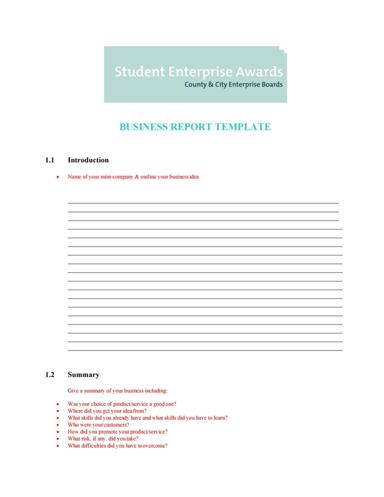 Student Enterprise Awards
County & City Enterprise Boards
BUSINESS REPORT TEMPLATE
1.1 Introduction
• Name of your mini-company & outline your business idea
1.2 Summary
Give a summary of your business including:
• Was your choice of product/service a good one?
• Where did you get your idea from?
• What skills did you already have and what skills did you have to learn?
• Who were your customers?
• How did you promote your product/service?
• What risk, if any, did you take?
• What difficulties did you have to overcome?